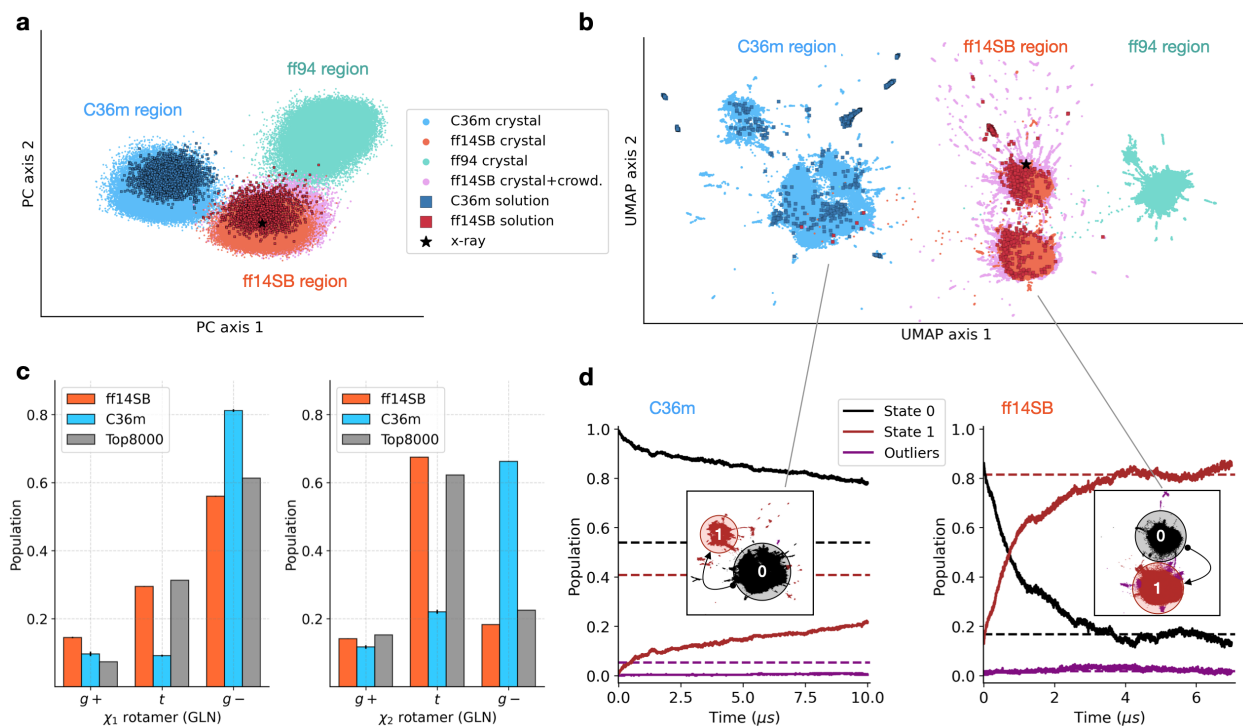 a
ff94 region
C36m region
PC axis 2
C36m crystal
ff14SB crystal
ff94 crystal
ff14SB crystal+crowd.
C36m solution
ff14SB solution
x-ray
ff14SB region
PC axis 1
b
C36m region
ff14SB region
ff94 region
UMAP axis 2
UMAP axis 1
c
ff14SB
C36m
Top8000
Population
0.8
0.6
0.4
0.2
g+
t
g−
χ1 rotamer (GLN)
ff14SB
C36m
Top8000
Population
0.8
0.6
0.4
0.2
g+
t
g−
χ2 rotamer (GLN)
d
C36m
State 0
State 1
Outliers
Population
1.0
0.8
0.6
0.4
0.2
0.0
1
0
0.0
2.5
5.0
7.5
10.0
Time (μs)
ff14SB
Population
1.0
0.8
0.6
0.4
0.2
0.0
0
1
0
2
4
6
Time (μs)